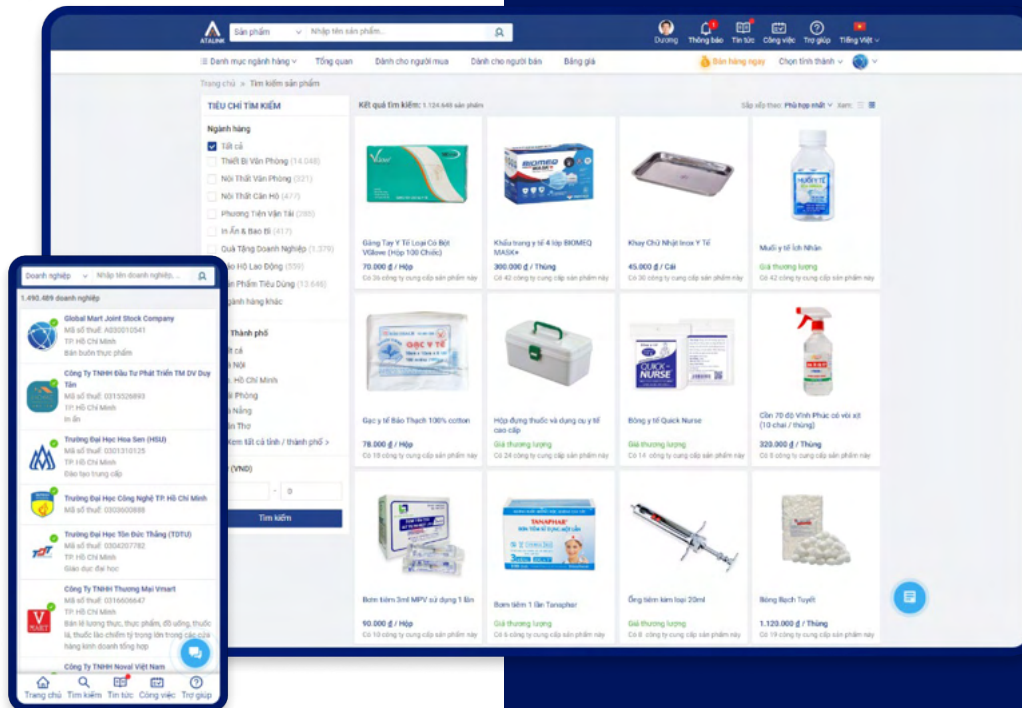 ATALINK
Sản phẩm
Nhập tên sản phẩm...
Dương
Thông báo
Tin tức
Công việc
Trợ giúp
Tiếng Việt
Danh mục ngành hàng
Tổng quan
Dành cho người mua
Dành cho người bán
Bảng giá
Bán hàng ngay
Chọn tỉnh thành
Trang chủ > Tìm kiếm sản phẩm
TIÊU CHÍ TÌM KIẾM
Ngành hàng
Tất cả
Thiết Bị Văn Phòng (14.048)
Nội Thất Văn Phòng (321)
Nội Thất Căn Hộ (477)
Phương Tiện Vận Tải
In Ấn & Bao Bì (417)
Quà Tặng Doanh Nghiệp (1.379)
Bảo Hộ Lao Động (559)
Sản Phẩm Tiêu Dùng (13.646)
ngành hàng khác
Thành phố
Hồ Chí Minh
Xem tất cả tỉnh / thành phố >
(VND)
- 0
Tìm kiếm
Kết quả tìm kiếm: 1.124.649 sản phẩm
Sắp xếp theo: Phù hợp nhất
Xem:
Găng Tay Y Tế Loại Có Bột
VGlove (Hộp 100 Chiếc)
70.000 ₫ / Hộp
Có 35 công ty cung cấp sản phẩm này
BIOMEQ
MASK+
Khẩu trang y tế 4 lớp BIOMEQ
MASK+
300.000 ₫ / Thùng
Có 42 công ty cung cấp sản phẩm này
Khay Chữ Nhật Inox Y Tế
45.000 ₫ / Cái
Có 30 công ty cung cấp sản phẩm này
MUỐI Y TẾ
Muối y tế Ích Nhân
Giá thương lượng
Có 42 công ty cung cấp sản phẩm này
GẠC Y TẾ
Gạc y tế Bảo Thạch 100% cotton
78.000 ₫ / Hộp
Có 18 công ty cung cấp sản phẩm này
Hộp đựng thuốc và dụng cụ y tế
cao cấp
Giá thương lượng
Có 24 công ty cung cấp sản phẩm này
QUICK-
NURSE
Bông y tế Quick Nurse
Giá thương lượng
Có 14 công ty cung cấp sản phẩm này
Cồn 70 độ Vĩnh Phúc có vòi xịt
(10 chai / thùng)
320.000 ₫ / Thùng
Có 8 công ty cung cấp sản phẩm này
Bơm tiêm 3ml MPV sử dụng 1 lần
90.000 ₫ / Hộp
Có 10 công ty cung cấp sản phẩm này
TANAPHAR
BƠM TIÊM SỬ DỤNG MỘT LẦN
Bơm tiêm 1 lần Tanaphar
Giá thương lượng
Có 6 công ty cung cấp sản phẩm này
Ống tiêm kim loại 20ml
Giá thương lượng
Có 8 công ty cung cấp sản phẩm này
Bông Bạch Tuyết
1.120.000 ₫ / Thùng
Có 19 công ty cung cấp sản phẩm này
Doanh nghiệp
Nhập tên doanh nghiệp, ..
1.490.489 doanh nghiệp
Global Mart Joint Stock Company
Mã số thuế: A030010541
TP. Hồ Chí Minh
Bán buôn thực phẩm
Công Ty TNHH Đầu Tư Phát Triển TM DV Duy
Tân
Mã số thuế: 0315526893
TP. Hồ Chí Minh
In ấn
Trường Đại Học Hoa Sen (HSU)
Mã số thuế: 0301310125
TP. Hồ Chí Minh
Đào tạo trung cấp
Trường Đại Học Công Nghệ TP. Hồ Chí Minh
Mã số thuế: 0303600888
Trường Đại Học Tôn Đức Thắng (TDTU)
Mã số thuế: 0304207782
TP. Hồ Chí Minh
Giáo dục đại học
V
MART
Công Ty TNHH Thương Mại Vmart
Mã số thuế: 0316606647
TP. Hồ Chí Minh
Bán lẻ lương thực, thực phẩm, đồ uống, thuốc
lá, thuốc lào chiếm tỷ trọng lớn trong các cửa
hàng kinh doanh tổng hợp
Công Ty TNHH Noval Việt Nam
Trang chủ
Tìm kiếm
Tin tức
Công việc
Trợ giúp